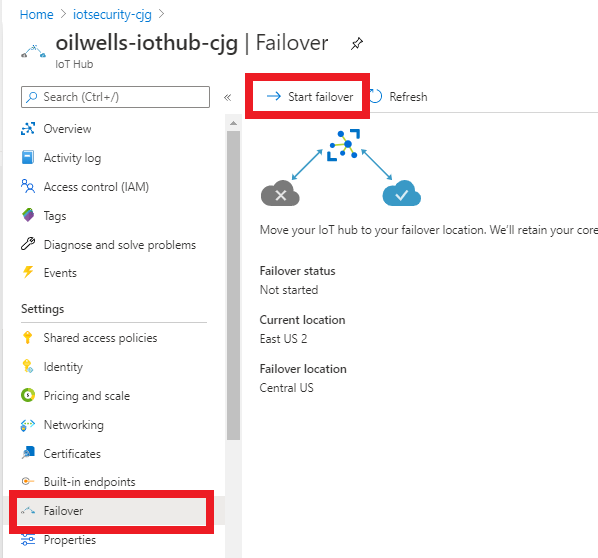 Home > iotsecurity-cjg >
oilwells-iothub-cjg | Failover
IoT Hub
Search (Ctrl+/)
«
Start failover
Refresh
Overview
Activity log
Access control (IAM)
Tags
Diagnose and solve problems
Events
Settings
Shared access policies
Identity
Pricing and scale
Networking
Certificates
Built-in endpoints
Failover
Properties
Move your IoT hub to your failover location. We'll retain your core
Failover status
Not started
Current location
East US 2
Failover location
Central US